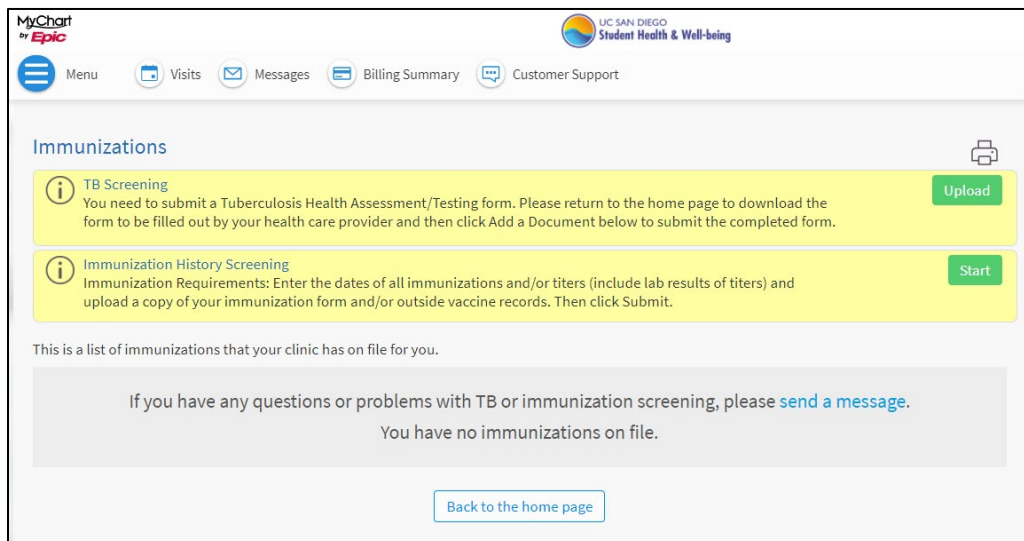 MyChart
by Epic
UC SAN DIEGO
Student Health & Well-being
Menu
Visits
Messages
Billing Summary
Customer Support
Immunizations
TB Screening
You need to submit a Tuberculosis Health Assessment/Testing form. Please return to the home page to download the
form to be filled out by your health care provider and then click Add a Document below to submit the completed form.
Upload
Immunization History Screening
Immunization Requirements: Enter the dates of all immunizations and/or titers (include lab results of titers) and
upload a copy of your immunization form and/or outside vaccine records. Then click Submit.
Start
This is a list of immunizations that your clinic has on file for you.
If you have any questions or problems with TB or immunization screening, please send a message.
You have no immunizations on file.
Back to the home page